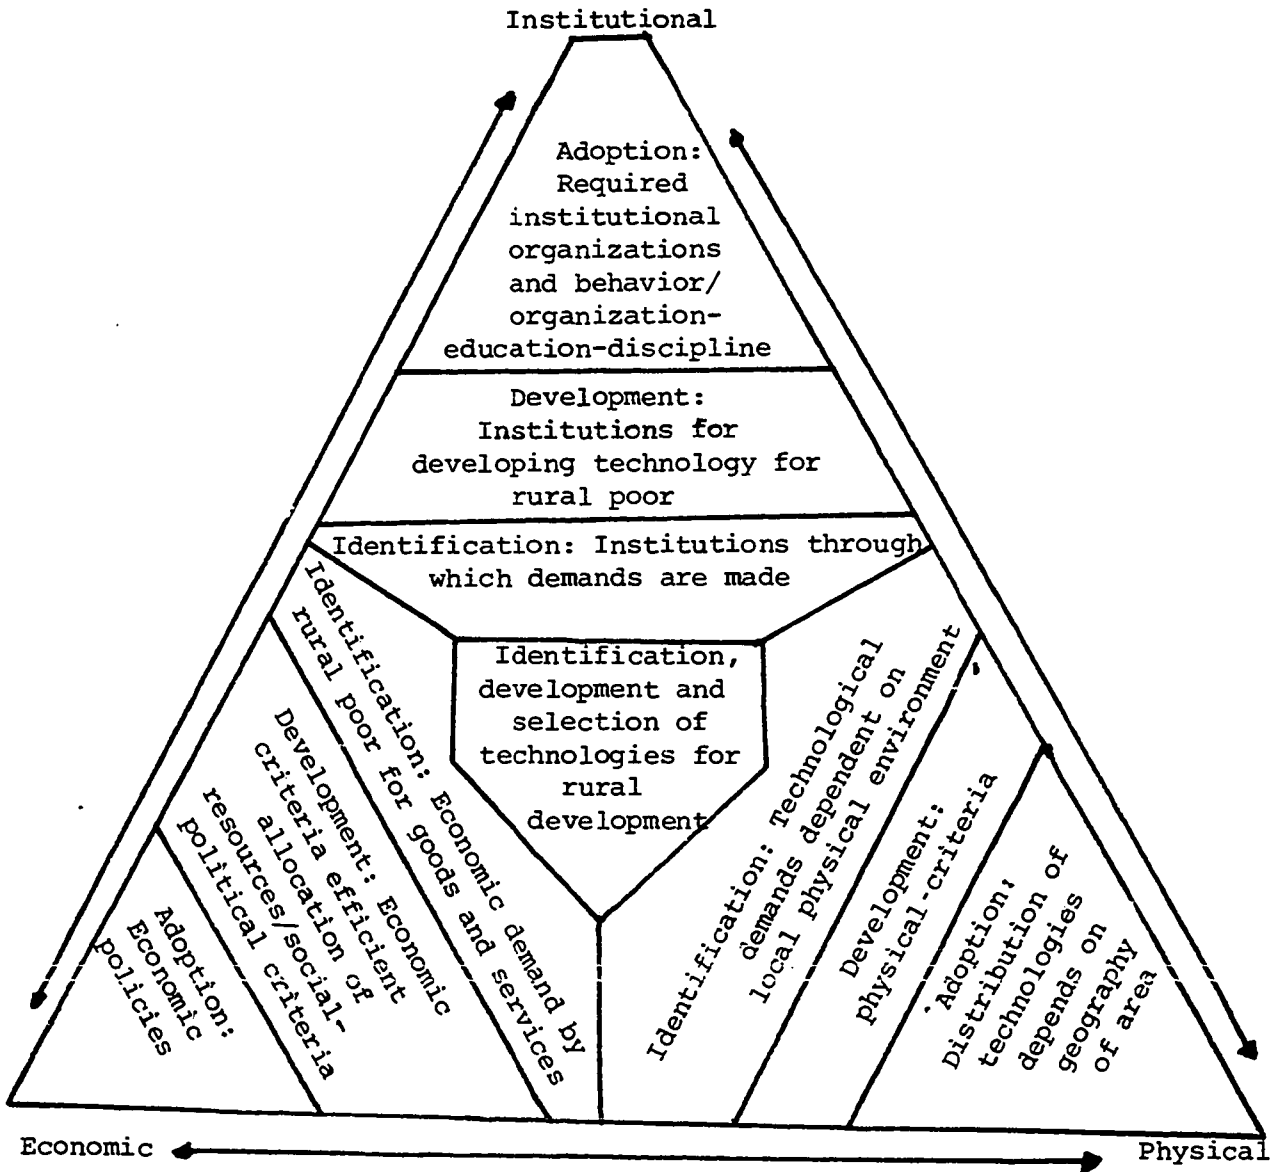 Institutional
Adoption:
Required
institutional
organizations
and behavior/
organization-
education-discipline
Development:
Institutions for
developing technology for
rural poor
Identification: Institutions through
which demands are made
Identification,
development and
selection of
technologies for
rural
development
Identification: Economic demand by
rural poor for goods and services
Development: Economic
criteria efficient
allocation of
resources/social-
political criteria
Adoption:
Economic
policies
Identification: Technological
demands dependent on
local physical environment
Development:
physical-criteria
Adoption:
Distribution of
technologies
depends on
geography
of area
Economic
Physical